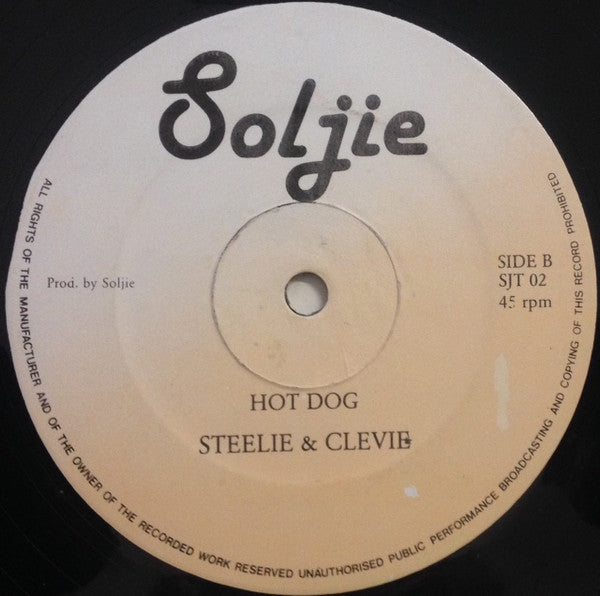 Soljie
Prod. by Soljie
SIDE B
SJT 02
45 rpm
HOT DOG
STEELIE & CLEVIE
ALL RIGHTS OF THE MANUFACTURER AND OF THE OWNER OF THE RECORDED WORK RESERVED UNAUTHORISED PUBLIC PERFORMANCE BROADCASTING AND COPYING OF THIS RECORD PROHIBITED